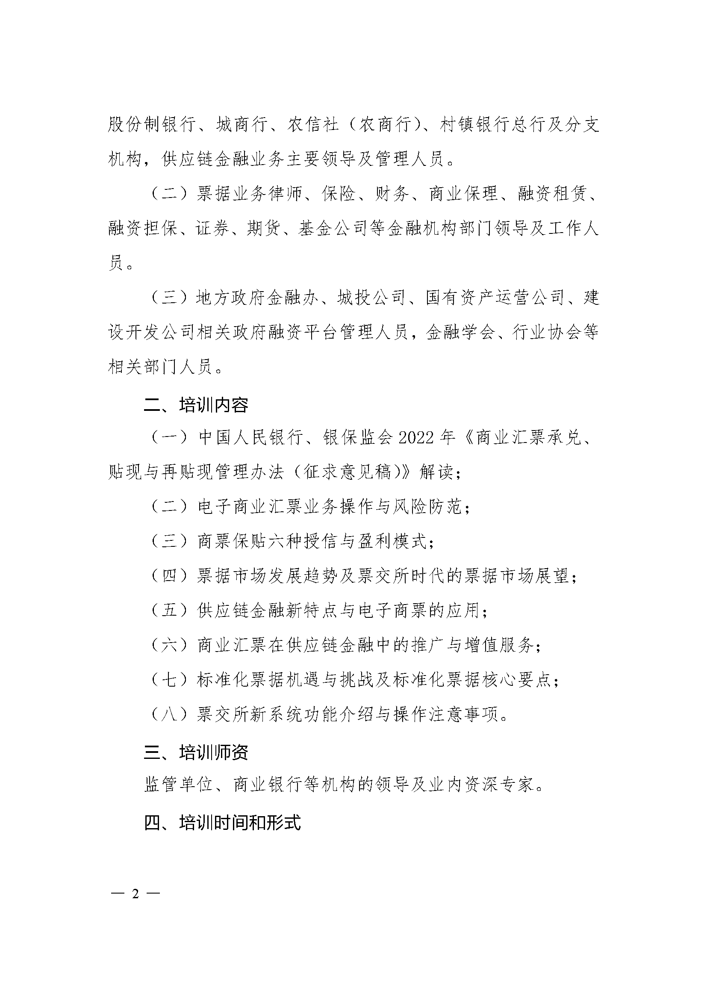 股份制银行、城商行、农信社（农商行）、村镇银行总行及分支
机构，供应链金融业务主要领导及管理人员。
（二）票据业务律师、保险、财务、商业保理、融资租赁、
融资担保、证券、期货、基金公司等金融机构部门领导及工作人
员。
（三）地方政府金融办、城投公司、国有资产运营公司、建
设开发公司相关政府融资平台管理人员，金融学会、行业协会等
相关部门人员。
二、培训内容
（一）中国人民银行、银保监会 2022 年《商业汇票承兑、
贴现与再贴现管理办法（征求意见稿）》解读；
（二）电子商业汇票业务操作与风险防范；
（三）商票保贴六种授信与盈利模式；
（四）票据市场发展趋势及票交所时代的票据市场展望；
（五）供应链金融新特点与电子商票的应用；
（六）商业汇票在供应链金融中的推广与增值服务；
（七）标准化票据机遇与挑战及标准化票据核心要点；
（八）票交所新系统功能介绍与操作注意事项。
三、培训师资
监管单位、商业银行等机构的领导及业内资深专家。
四、培训时间和形式
— 2 —